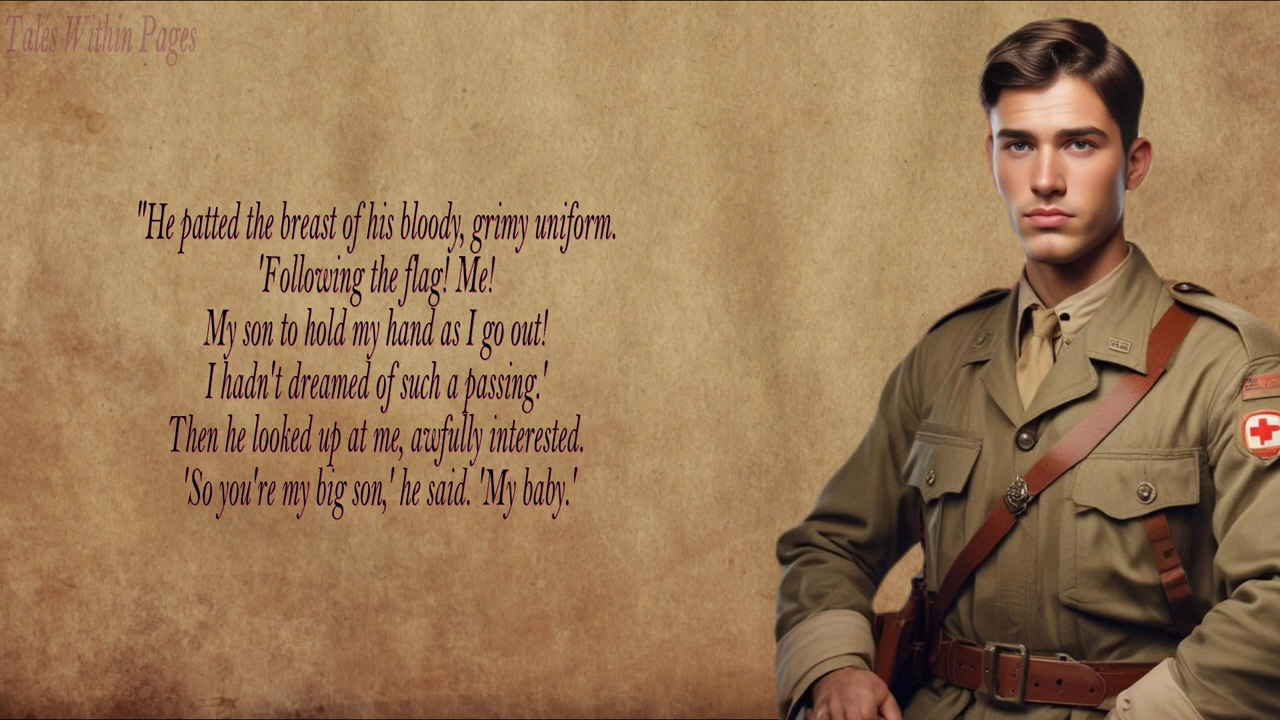 Tales Within Pages
"He patted the breast of his bloody, grimy uniform.
'Following the flag! Me!
My son to hold my hand as I go out!
I hadn't dreamed of such a passing.'
Then he looked up at me, awfully interested.
'So you're my big son,' he said. 'My baby.'